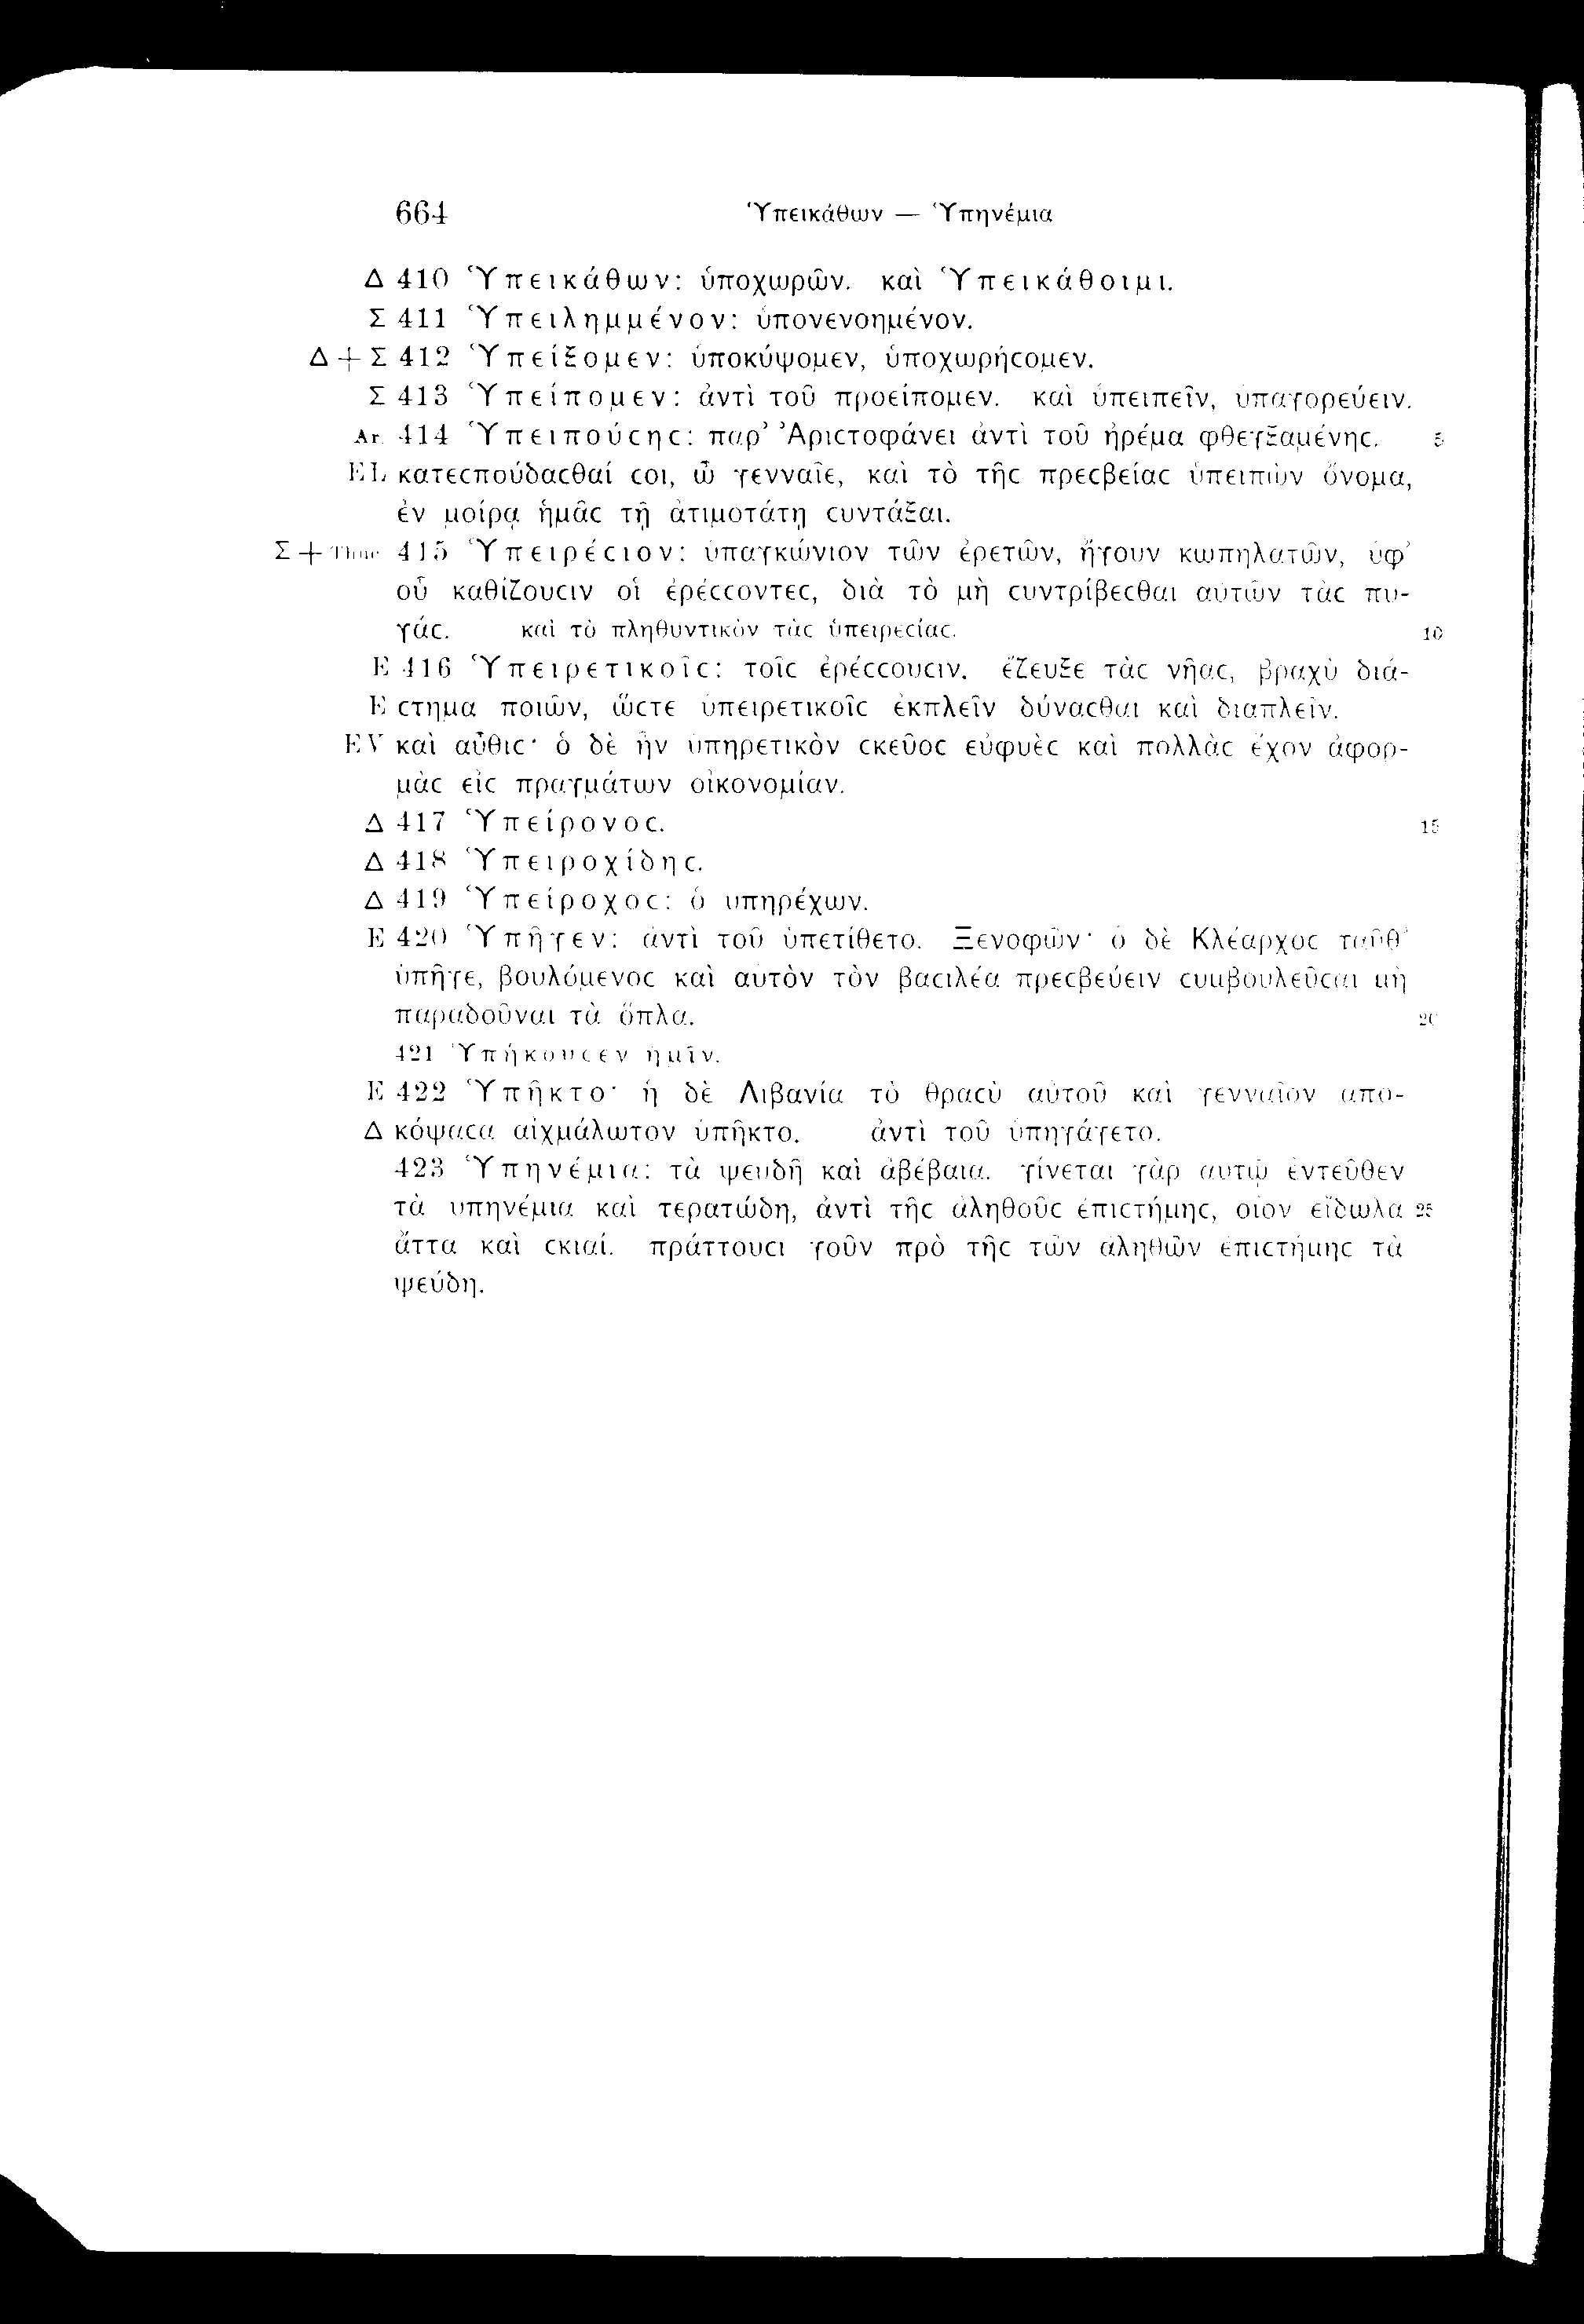 664 Ὑπεικάθων — Ὑπηνέμια
Δ 410 Ὑπεικάθων: ὑποχωρῶν. καὶ Ὑπεικάθοιμι.
Σ 411 Ὑπειλημμένον: ὑπονενοημένον.
Δ + Σ 412 Ὑπείξομεν: ὑποκύψομεν, ὑποχωρήϲομεν.
Σ 413 Ὑπείπομεν: ἀντὶ τοῦ προείπομεν. καὶ ὑπειπεῖν, ὑπαγορεύειν.
Ar. 414 Ὑπειπούϲηϲ: παρ’ Ἀριϲτοφάνει ἀντὶ τοῦ ἠρέμα φθεγξαμένηϲ. 5
EL κατεϲπούδαϲθαί ϲοι, ὦ γενναῖε, καὶ τὸ τῆϲ πρεϲβείαϲ ὑπειπὼν ὄνομα,
ἐν μοίρᾳ ἡμᾶϲ τῇ ἀτιμοτάτῃ ϲυντάξαι.
Σ + Thuc 415 Ὑπειρέϲιον: ὑπαγκώνιον τῶν ἐρετῶν, ἤγουν κωπηλατῶν, ὑφ’
οὗ καθίζουϲιν οἱ ἐρέϲϲοντεϲ, διὰ τὸ μὴ ϲυντρίβεϲθαι αὐτῶν τὰϲ πυ-
γάϲ. καὶ τὸ πληθυντικὸν τὰϲ ὑπειρεϲίαϲ. 10
E 416 Ὑπειρετικοῖϲ: τοῖϲ ἐρέϲϲουϲιν. ἔζευξε τὰϲ νῆαϲ, βραχὺ διά-
E ϲτημα ποιῶν, ὥϲτε ὑπειρετικοῖϲ ἐκπλεῖν δύναϲθαι καὶ διαπλεῖν.
EV καὶ αὖθιϲ· ὁ δὲ ἦν ὑπηρετικὸν ϲκεῦοϲ εὐφυὲϲ καὶ πολλὰϲ ἔχον ἀφορ-
μὰϲ εἰϲ πραγμάτων οἰκονομίαν.
Δ 417 Ὑπείρονοϲ. 15
Δ 418 Ὑπειροχίδηϲ.
Δ 419 Ὑπείροχοϲ: ὁ ὑπηρέχων.
E 420 Ὑπῆγεν: ἀντὶ τοῦ ὑπετίθετο. Ξενοφῶν· ὁ δὲ Κλέαρχοϲ ταῦθ’
ὑπῆγε, βουλόμενοϲ καὶ αὐτὸν τὸν βαϲιλέα πρεϲβεύειν ϲυμβουλεῦϲαι μὴ
παραδοῦναι τὰ ὅπλα. 20
421 Ὑπήκουϲεν ἡμῖν.
E 422 Ὑπῆκτο· ἡ δὲ Λιβανία τὸ θραϲὺ αὐτοῦ καὶ γενναῖον ἀπο-
Δ κόψαϲα αἰχμάλωτον ὑπῆκτο. ἀντὶ τοῦ ὑπηγάγετο.
423 Ὑπηνέμια: τὰ ψευδῆ καὶ ἀβέβαια. γίνεται γὰρ αὐτῷ ἐντεῦθεν
τὰ ὑπηνέμια καὶ τερατώδη, ἀντὶ τῆϲ ἀληθοῦϲ ἐπιϲτήμηϲ, οἷον εἴδωλα 25
ἄττα καὶ ϲκιαί. πράττουϲι γοῦν πρὸ τῆϲ τῶν ἀληθῶν ἐπιϲτήμηϲ τὰ
ψεύδη.